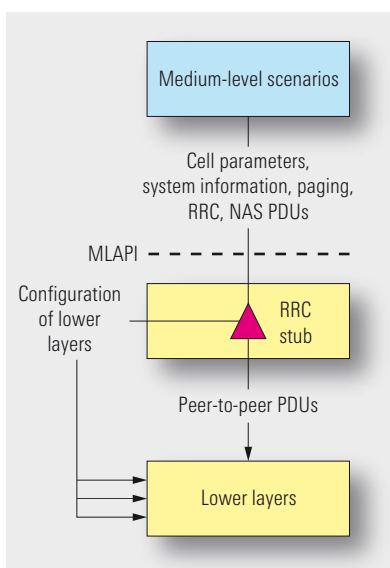 Medium-level scenarios
Cell parameters,
system information, paging,
RRC, NAS PDUs
MLAPI
Configuration
of lower
layers
RRC
stub
Peer-to-peer PDUs
Lower layers